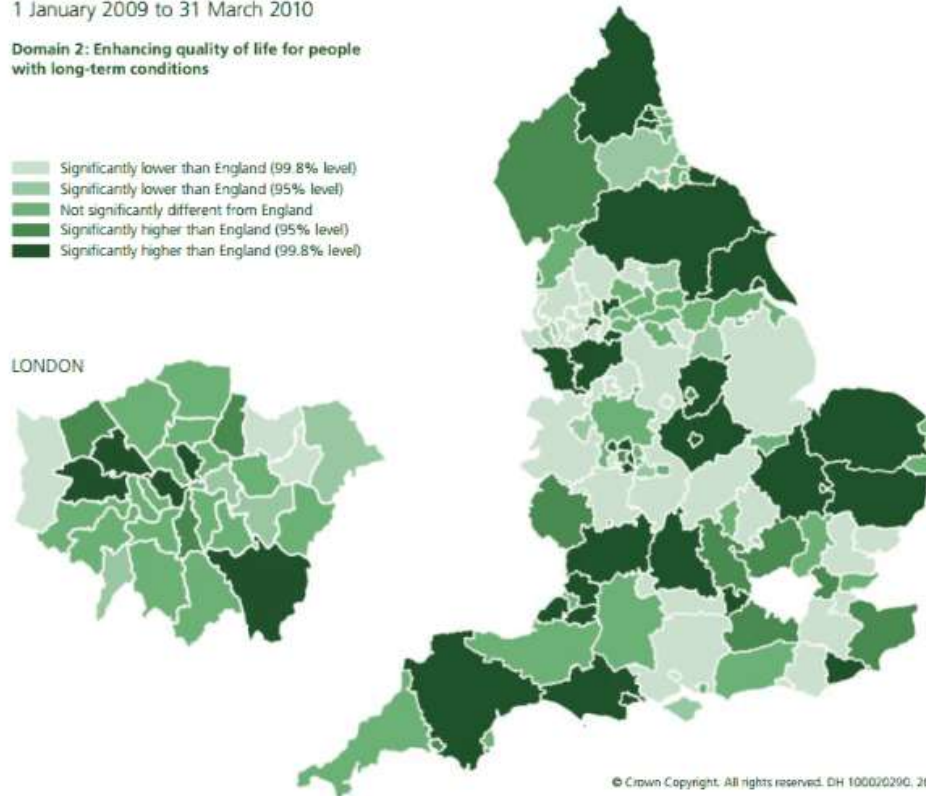 1 January 2009 to 31 March 2010
Domain 2: Enhancing quality of life for people
with long-term conditions
Significantly lower than England (99.8% level)
Significantly lower than England (95% level)
Not significantly different from England
Significantly higher than England (95% level)
Significantly higher than England (99.8% level)
LONDON
© Crown Copyright. All rights reserved. DH 100020290,